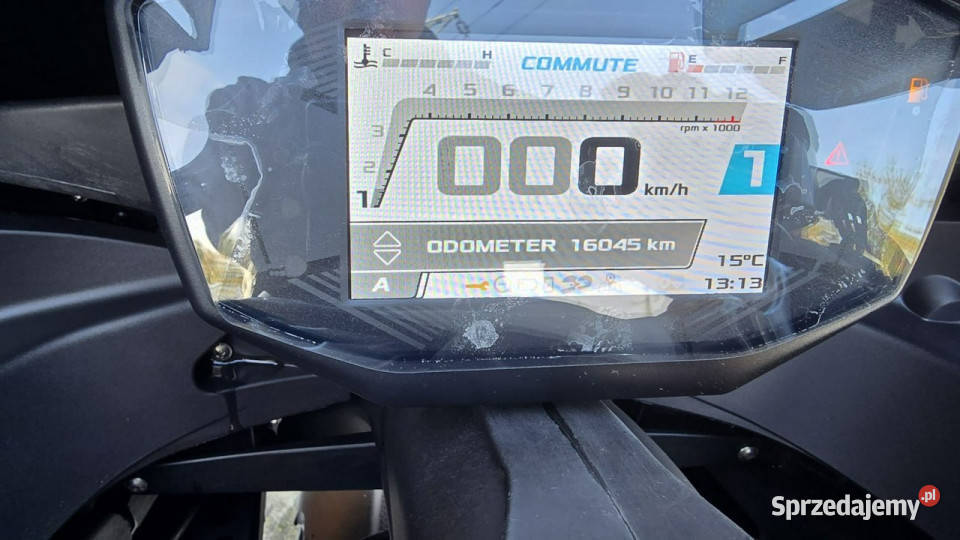 C H COMMUTE E F
4 5 6 7 8 9 10 11 12
rpm x 1000
3
2
1
000 km/h
1
ODOMETER 16045 km
15°C
A
13:13
Sprzedajemy.pl